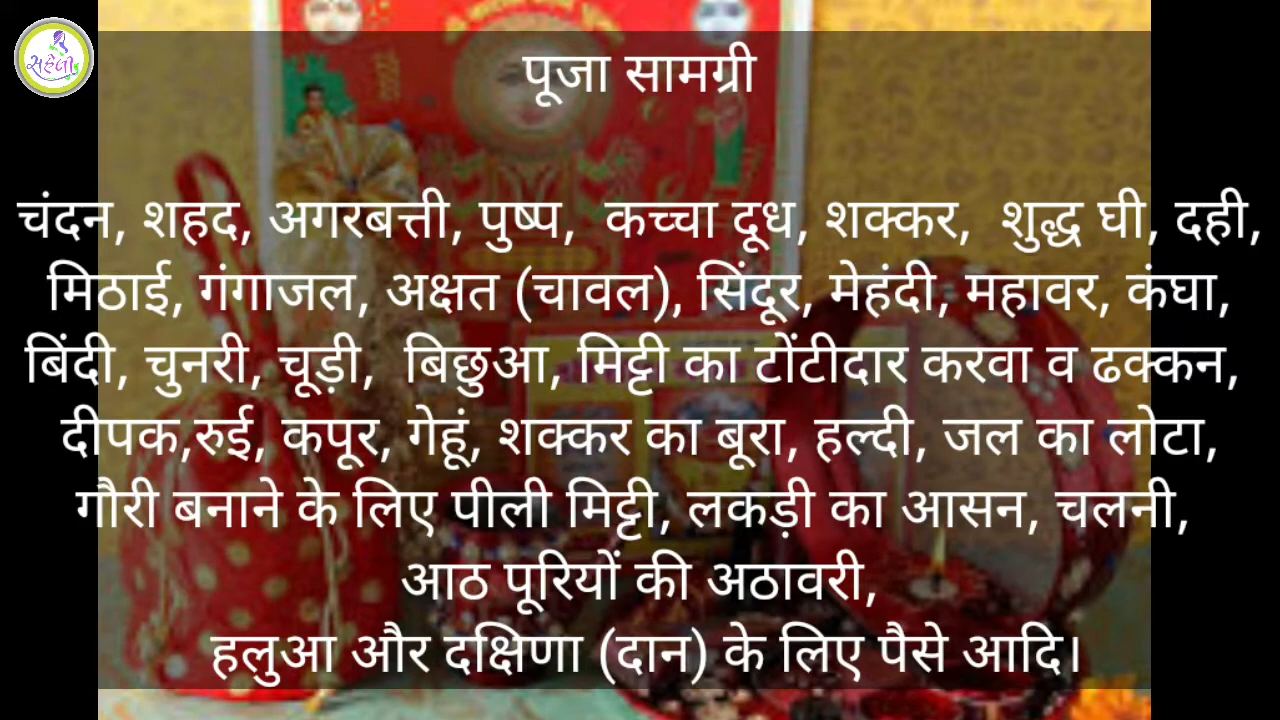 સહેલી
पूजा सामग्री
चंदन, शहद, अगरबत्ती, पुष्प,  कच्चा दूध, शक्कर,  शुद्ध घी, दही,
मिठाई, गंगाजल, अक्षत (चावल), सिंदूर, मेहंदी, महावर, कंघा,
बिंदी, चुनरी, चूड़ी,  बिछुआ, मिट्टी का टोंटीदार करवा व ढक्कन,
दीपक,रुई, कपूर, गेहूं, शक्कर का बूरा, हल्दी, जल का लोटा,
गौरी बनाने के लिए पीली मिट्टी, लकड़ी का आसन, चलनी,
आठ पूरियों की अठावरी,
हलुआ और दक्षिणा (दान) के लिए पैसे आदि।